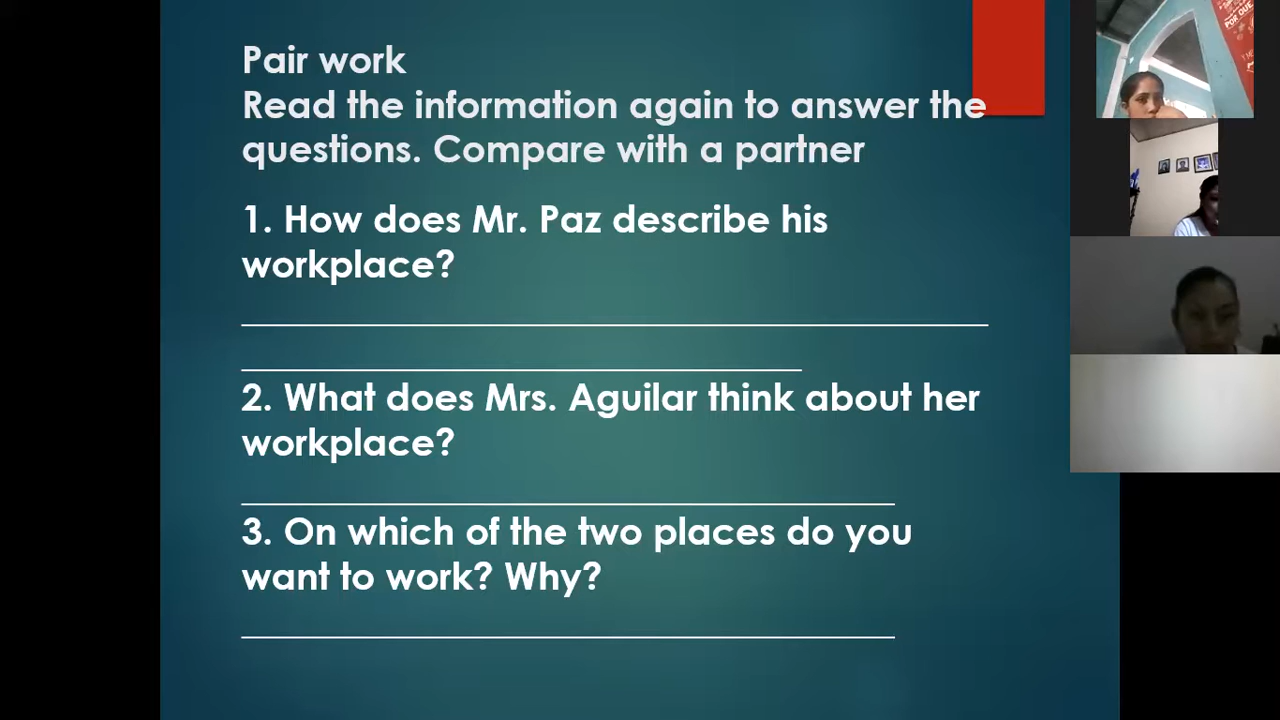 Pair work
Read the information again to answer the
questions. Compare with a partner
1. How does Mr. Paz describe his
workplace?
2. What does Mrs. Aguilar think about her
workplace?
3. On which of the two places do you
want to work? Why?
POR QUE